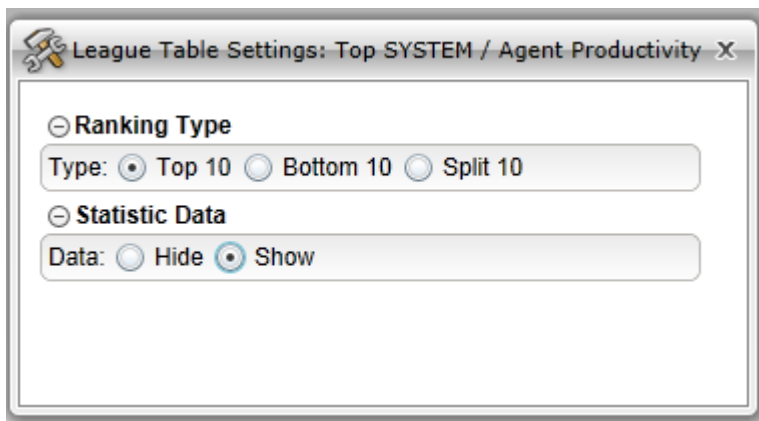 League Table Settings: Top SYSTEM / Agent Productivity X
Ranking Type
Type: Top 10 Bottom 10 Split 10
Statistic Data
Data: Hide Show